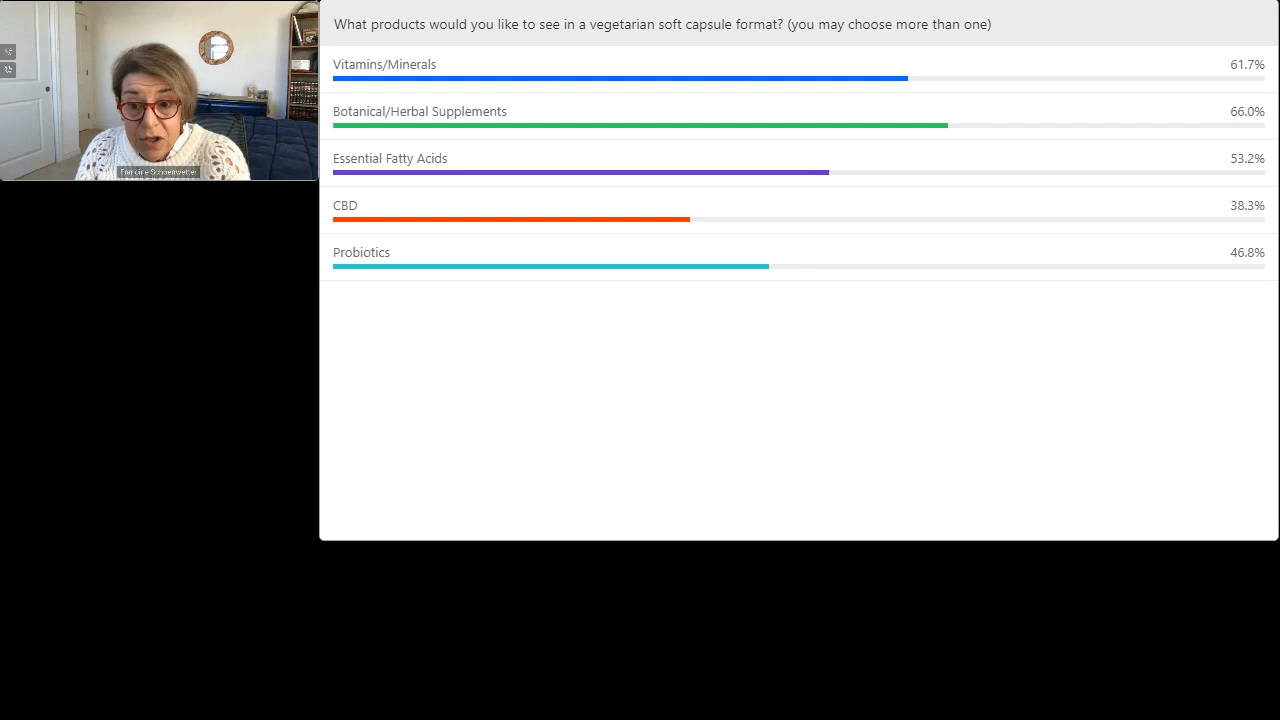 What products would you like to see in a vegetarian soft capsule format? (you may choose more than one)
Vitamins/Minerals 61.7%
Botanical/Herbal Supplements 66.0%
Essential Fatty Acids 53.2%
CBD 38.3%
Probiotics 46.8%
Francine Schoenwetter